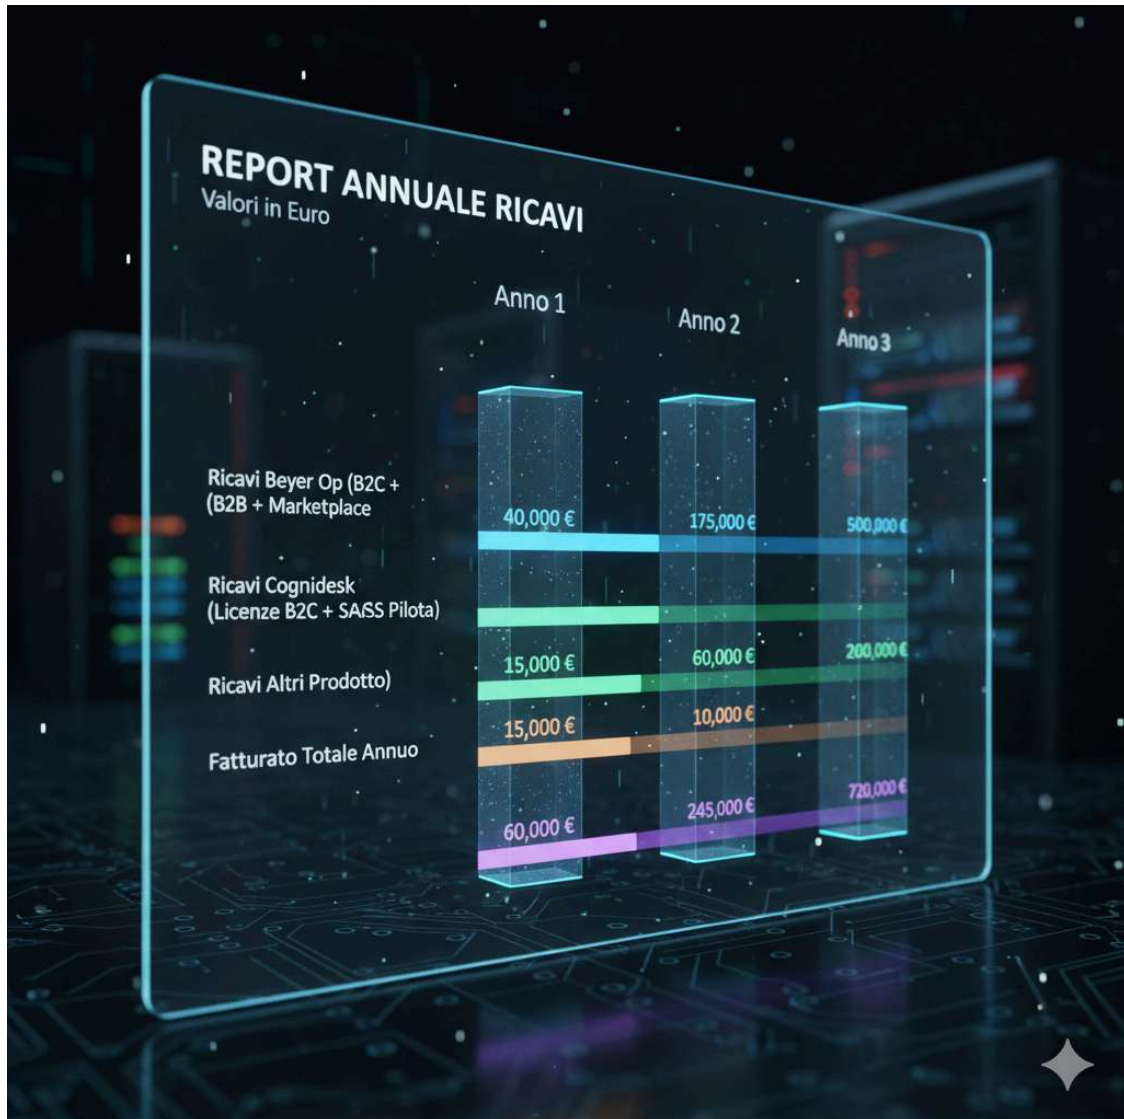 REPORT ANNUALE RICAVI
Valori in Euro
Anno 1
Anno 2
Anno 3
Ricavi Beyer Op (B2C +
(B2B + Marketplace
40,000 €
175,000 €
500,000 €
Ricavi Cognidesk
(Licenze B2C + SA/SS Pilota)
15,000 €
60,000 €
200,000 €
Ricavi Altri Prodotto)
15,000 €
10,000 €
Fatturato Totale Annuo
60,000 €
245,000 €
720,000 €